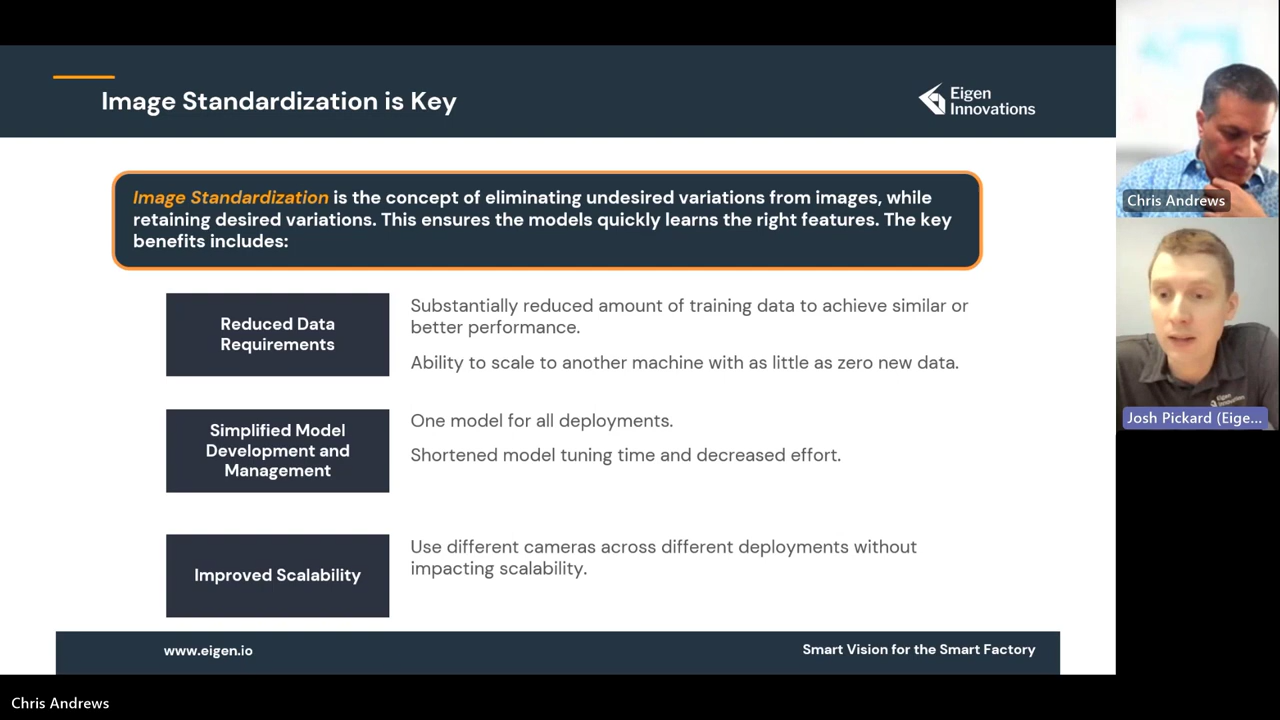 Image Standardization is Key
Eigen
Innovations
Image Standardization is the concept of eliminating undesired variations from images, while
retaining desired variations. This ensures the models quickly learns the right features. The key
benefits includes:
Reduced Data
Requirements
Substantially reduced amount of training data to achieve similar or
better performance.
Ability to scale to another machine with as little as zero new data.
Simplified Model
Development and
Management
One model for all deployments.
Shortened model tuning time and decreased effort.
Improved Scalability
Use different cameras across different deployments without
impacting scalability.
www.eigen.io
Smart Vision for the Smart Factory
Chris Andrews
Eigen
Innovations
Josh Pickard (Eige...
Chris Andrews